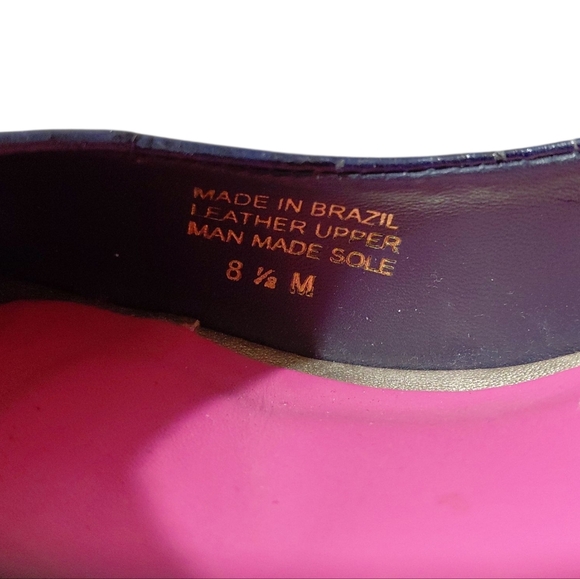 MADE IN BRAZIL
LEATHER UPPER
MAN MADE SOLE
8 ½ M